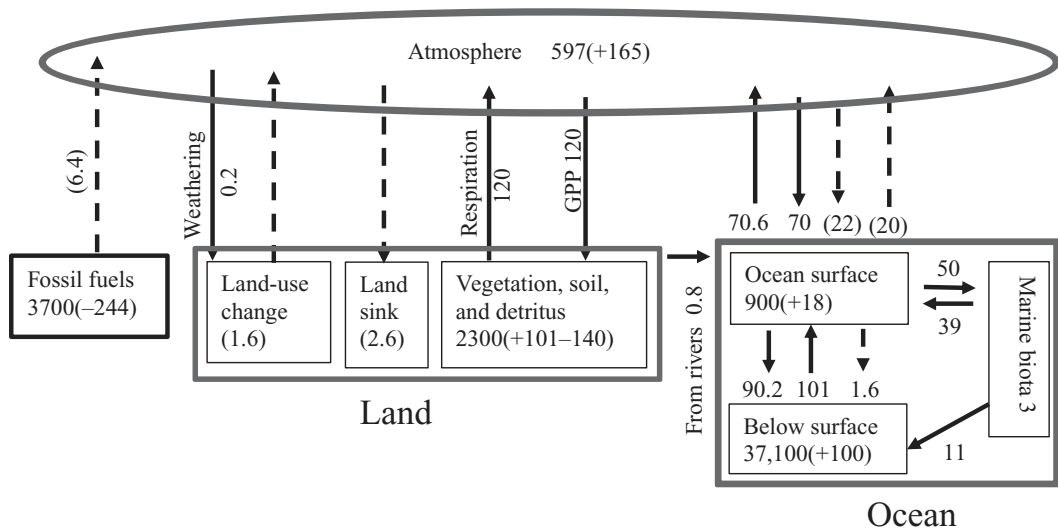 Atmosphere 597(+165)
(6.4)
Weathering
0.2
Respiration
120
GPP 120
70.6
70
(22)
(20)
Fossil fuels
3700(–244)
Land-use
change
(1.6)
Land
sink
(2.6)
Vegetation, soil,
and detritus
2300(+101–140)
Land
From rivers 0.8
Ocean surface
900(+18)
50
39
Marine biota 3
90.2
101
1.6
Below surface
37,100(+100)
11
Ocean